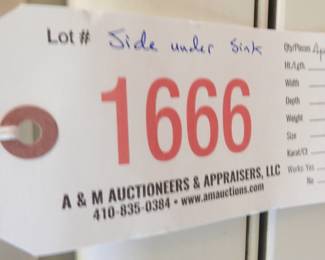 Lot # Side under Sink
1666
A & M AUCTIONEERS & APPRAISERS, LLC
410-835-0384 • www.amauctions.com
Qty/Pieces
Ht./Lgth.
Width
Depth
Weight
Size
Karat/Ct
Works: Yes
No